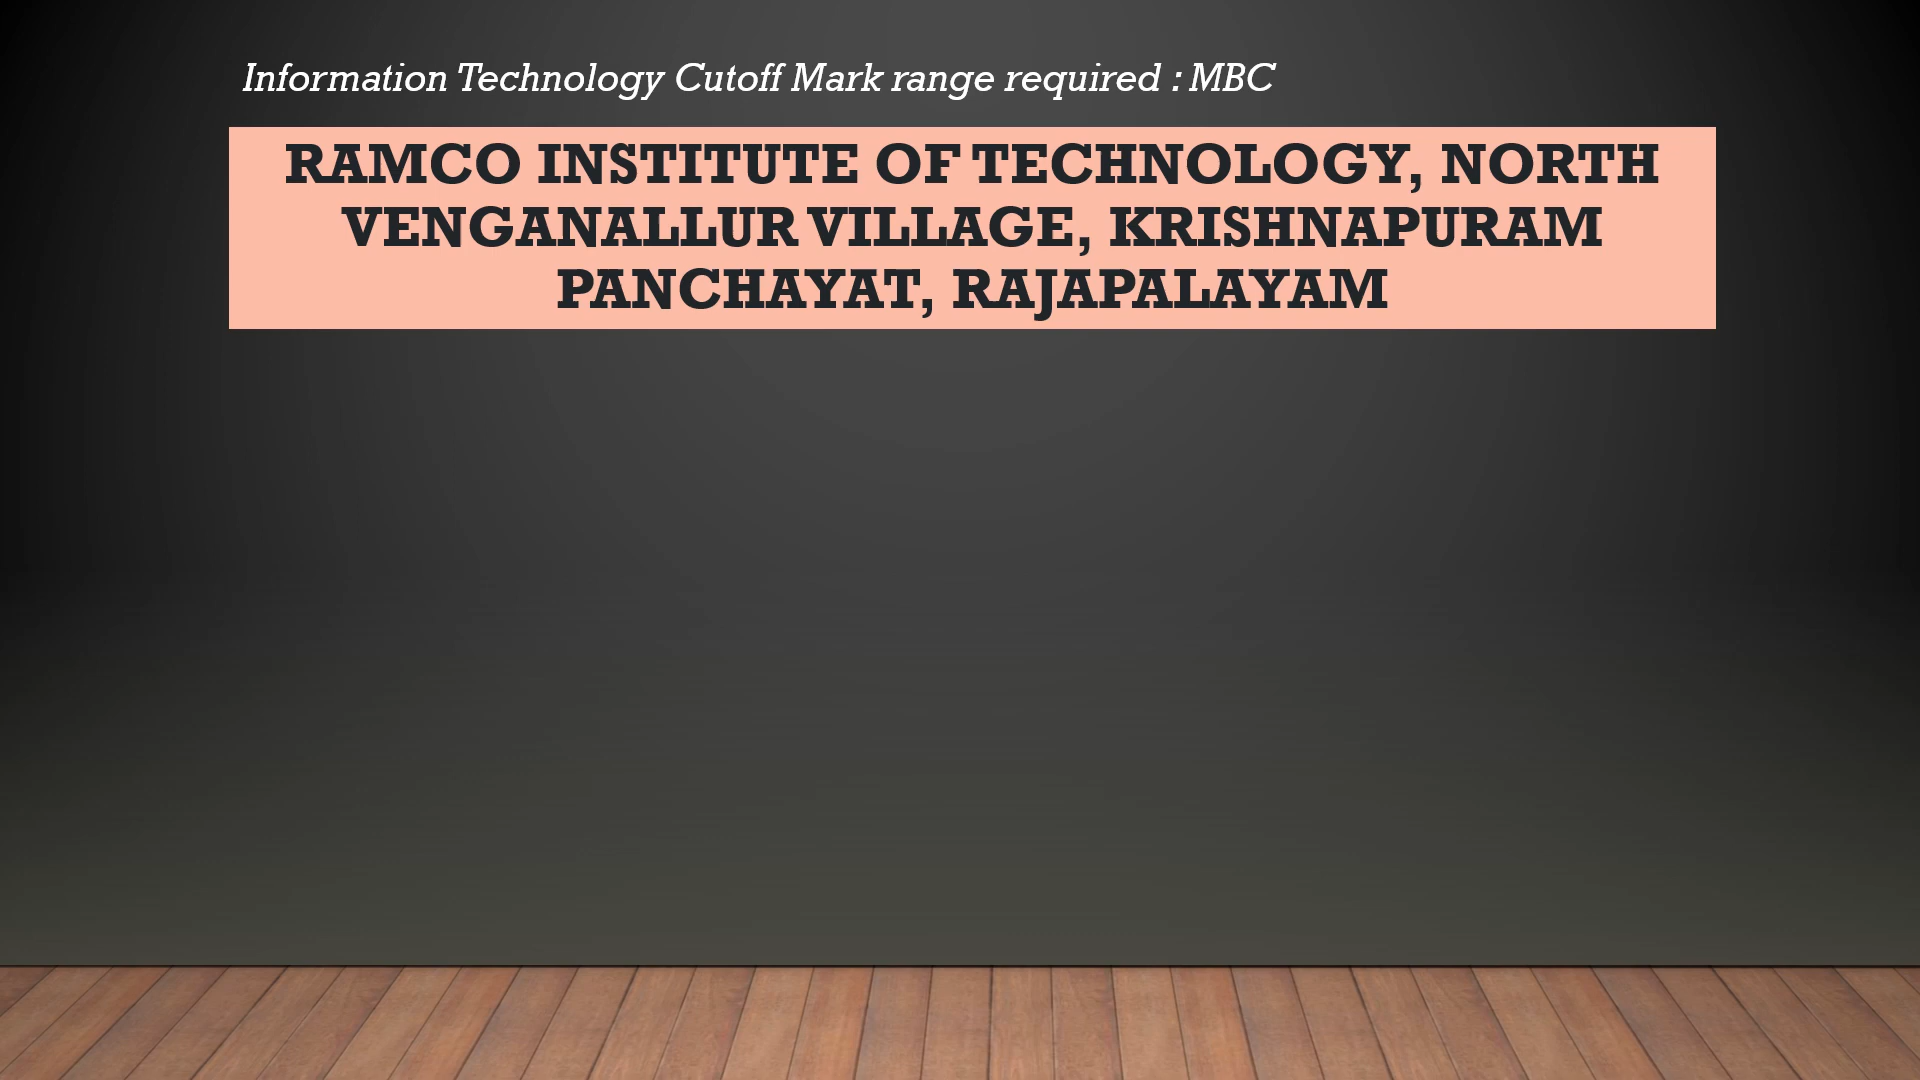 Information Technology Cutoff Mark range required : MBC
RAMCO INSTITUTE OF TECHNOLOGY, NORTH
VENGANALLUR VILLAGE, KRISHNAPURAM
PANCHAYAT, RAJAPALAYAM